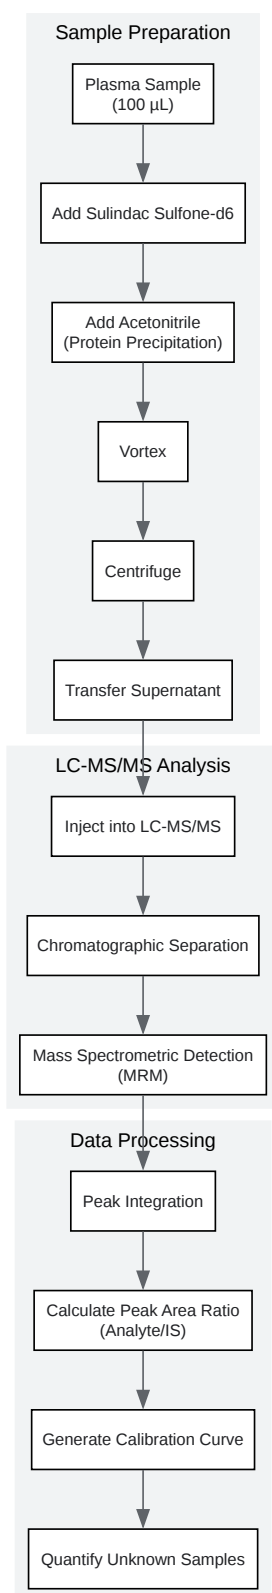 Sample Preparation
Plasma Sample
(100 µL)
Add Sulindac Sulfone-d6
Add Acetonitrile
(Protein Precipitation)
Vortex
Centrifuge
Transfer Supernatant
LC-MS/MS Analysis
Inject into LC-MS/MS
Chromatographic Separation
Mass Spectrometric Detection
(MRM)
Data Processing
Peak Integration
Calculate Peak Area Ratio
(Analyte/IS)
Generate Calibration Curve
Quantify Unknown Samples